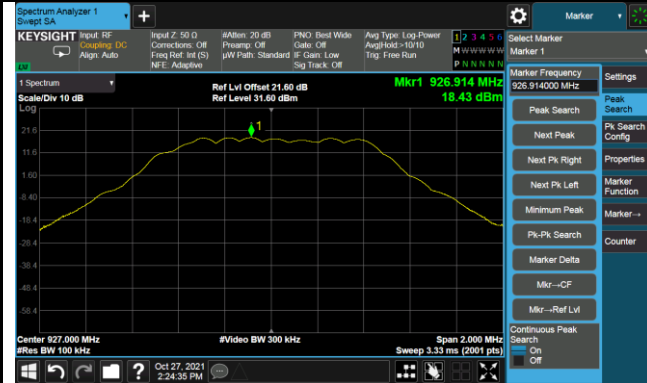 Spectrum Analyzer 1
Swept SA
Marker
KEYSIGHT
Input: RF
Coupling: DC
Align: Auto
Input Z: 50 Ω
Corrections: Off
Freq Ref: Int (S)
NFE: Adaptive
#Atten: 20 dB
Preamp: Off
µW Path: Standard
PNO: Best Wide
Gate: Off
IF Gain: Low
Sig Track: Off
Avg Type: Log-Power
Avg|Hold:>10/10
Trig: Free Run
1 2 3 4 5 6
M W W W W W
P N N N N N
Select Marker
Marker 1
1 Spectrum
Scale/Div 10 dB
Ref Lvl Offset 21.60 dB
Ref Level 31.60 dBm
Mkr1 926.914 MHz
18.43 dBm
Log
1
21.6
11.6
1.60
-8.40
-18.4
-28.4
-38.4
-48.4
-58.4
Center 927.000 MHz
#Res BW 100 kHz
#Video BW 300 kHz
Span 2.000 MHz
Sweep 3.33 ms (2001 pts)
Marker Frequency
926.914000 MHz
Peak Search
Next Peak
Next Pk Right
Next Pk Left
Minimum Peak
Pk-Pk Search
Marker Delta
Mkr→CF
Mkr→Ref Lvl
Continuous Peak
Search
On
Off
Settings
Peak
Search
Pk Search
Config
Properties
Marker
Function
Marker→
Counter
?
Oct 27, 2021
2:24:35 PM